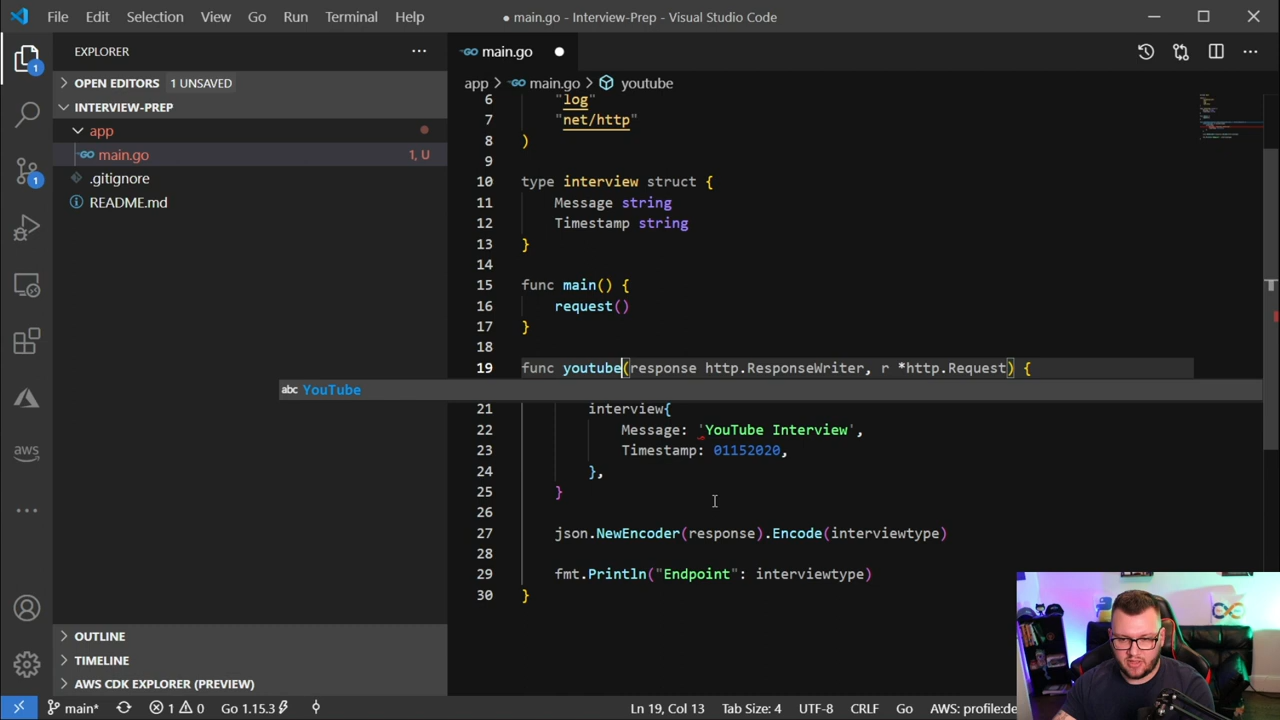 File Edit Selection View Go Run Terminal Help
● main.go - Interview-Prep - Visual Studio Code
EXPLORER
OPEN EDITORS 1 UNSAVED
INTERVIEW-PREP
app
main.go 1, U
.gitignore
README.md
OUTLINE
TIMELINE
AWS CDK EXPLORER (PREVIEW)
1
1
aws
main.go
app > main.go > youtube
6 "log"
7 "net/http"
8 )
9
10 type interview struct {
11 Message string
12 Timestamp string
13 }
14
15 func main() {
16 request()
17 }
18
19 func youtube(response http.ResponseWriter, r *http.Request) {
abc YouTube
21 interview{
22 Message: 'YouTube Interview',
23 Timestamp: 01152020,
24 },
25 }
26
27 json.NewEncoder(response).Encode(interviewtype)
28
29 fmt.Println("Endpoint": interviewtype)
30 }
main* 1 0 Go 1.15.3 Ln 19, Col 13 Tab Size: 4 UTF-8 CRLF Go AWS: profile:de